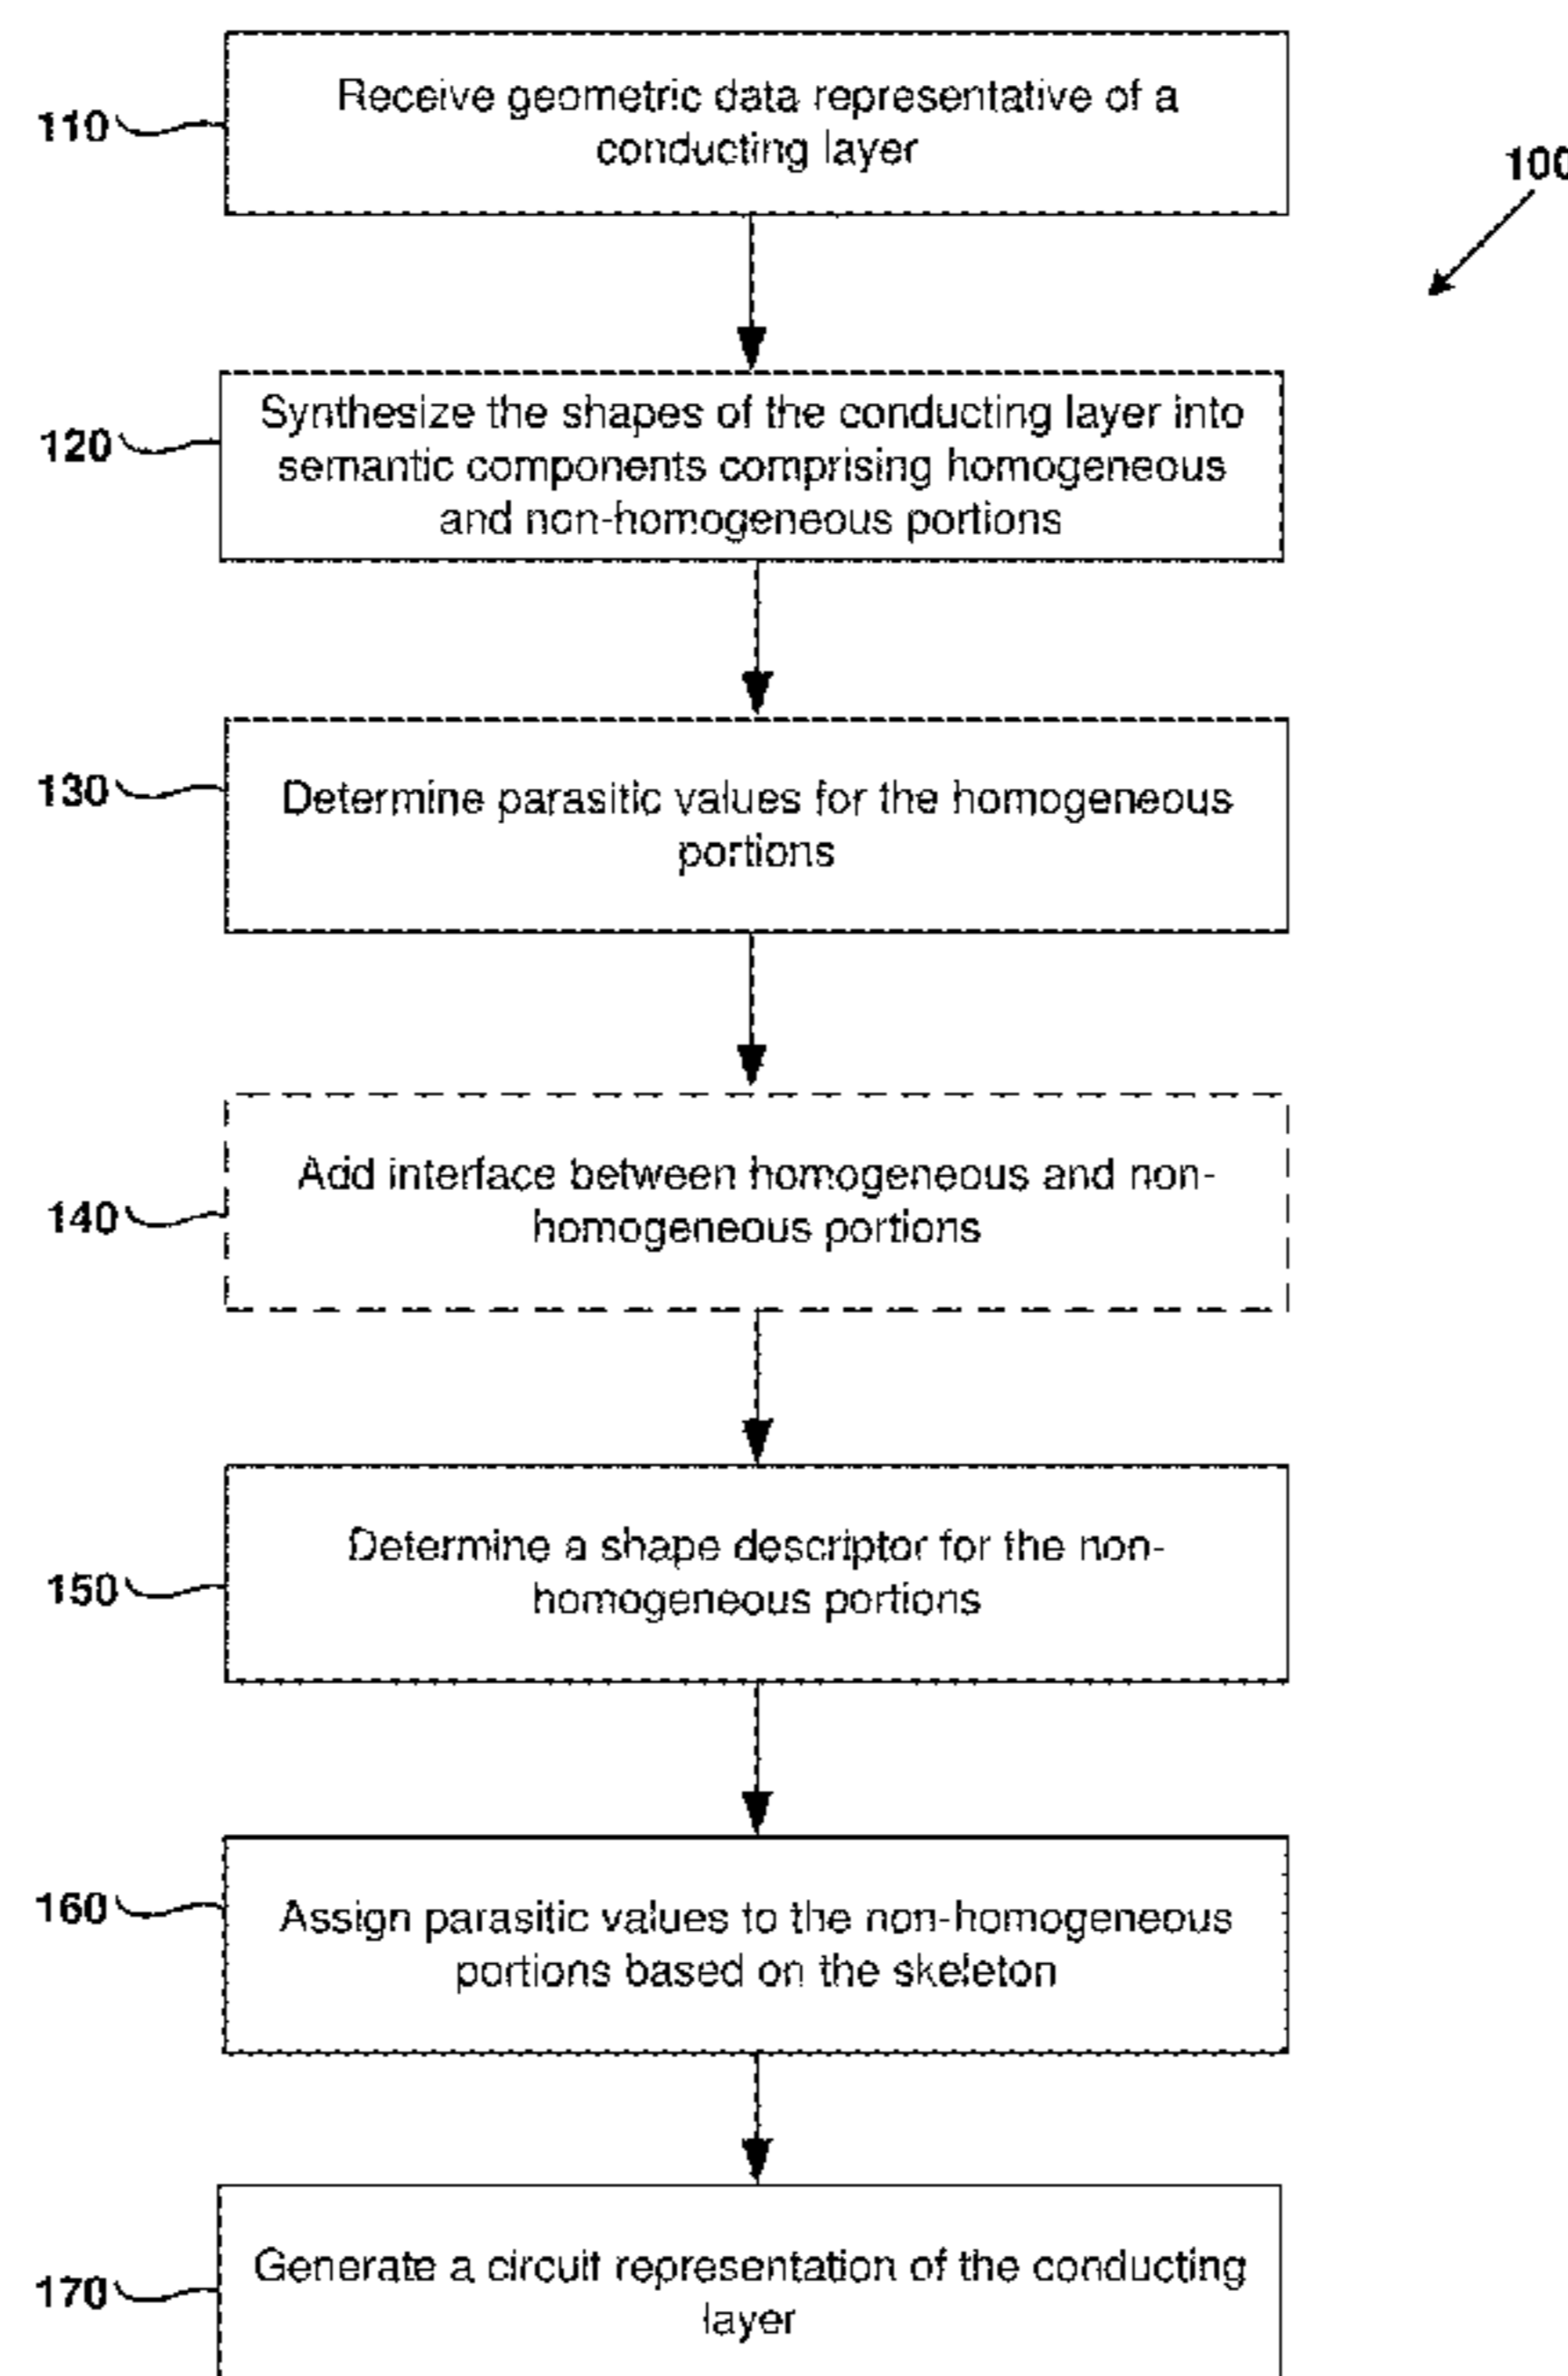 110
Receive geometric data representative of a
conducting layer
100
120
Synthesize the shapes of the conducting layer into
semantic components comprising homogeneous
and non-homogeneous portions
130
Determine parasitic values for the homogeneous
portions
140
Add interface between homogeneous and non-
homogeneous portions
150
Determine a shape descriptor for the non-
homogeneous portions
160
Assign parasitic values to the non-homogeneous
portions based on the skeleton
170
Generate a circuit representation of the conducting
layer